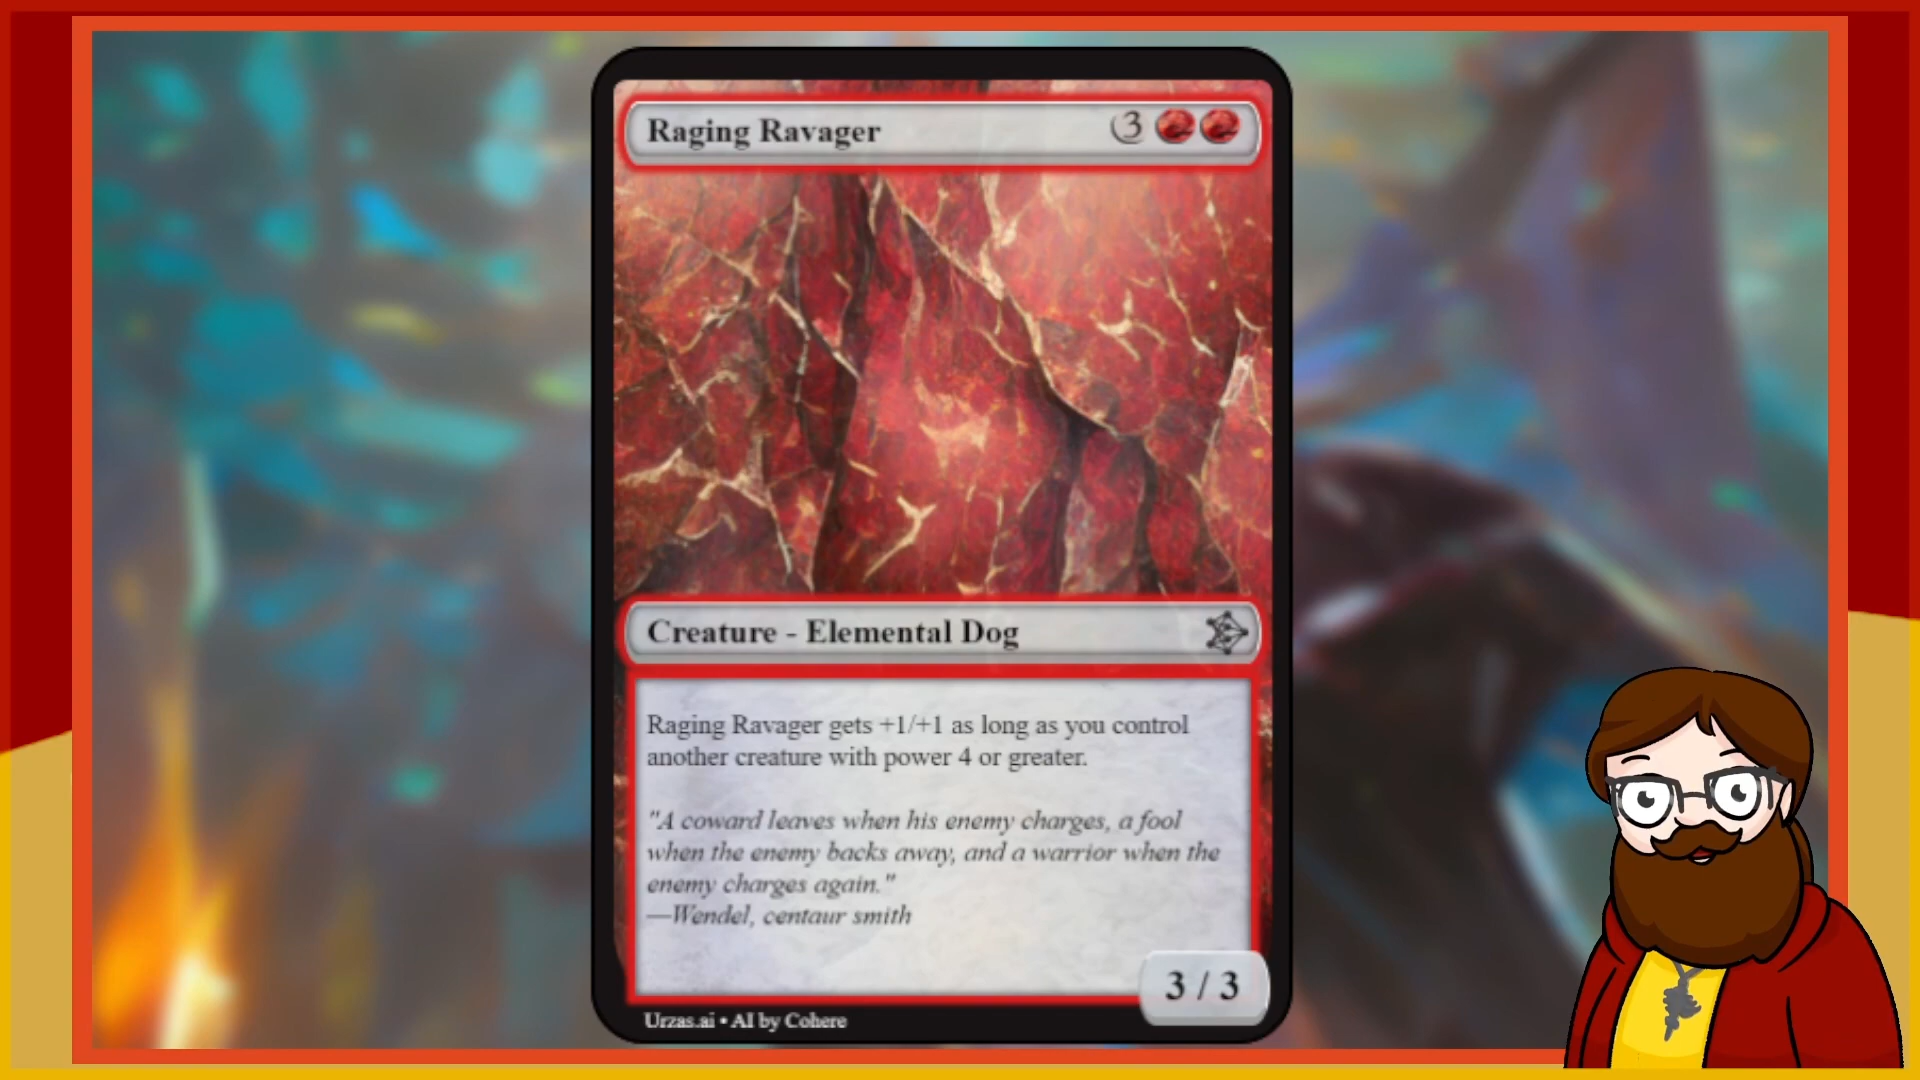 Raging Ravager 3
Creature - Elemental Dog
Raging Ravager gets +1/+1 as long as you control
another creature with power 4 or greater.
"A coward leaves when his enemy charges, a fool
when the enemy backs away, and a warrior when the
enemy charges again."
—Wendel, centaur smith
3 / 3
Urzas.ai • AI by Cohere